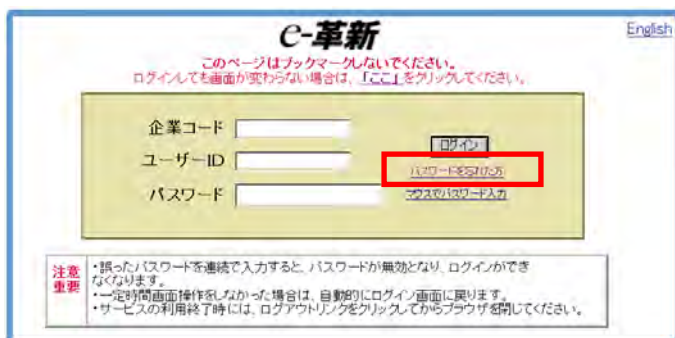 e-革新
English
このページはブックマークしないでください。
ログインしても画面が変わらない場合は、「ここ」をクリックしてください。
企業コード
ログイン
ユーザーID
パスワードを忘れた方
パスワード
マウスでパスワード入力
注意
重要
・誤ったパスワードを連続で入力すると、パスワードが無効となり、ログインができ
なくなります。
・一定時間画面操作をしなかった場合は、自動的にログイン画面に戻ります。
・サービスの利用終了時には、ログアウトリンクをクリックしてからブラウザを閉じてください。